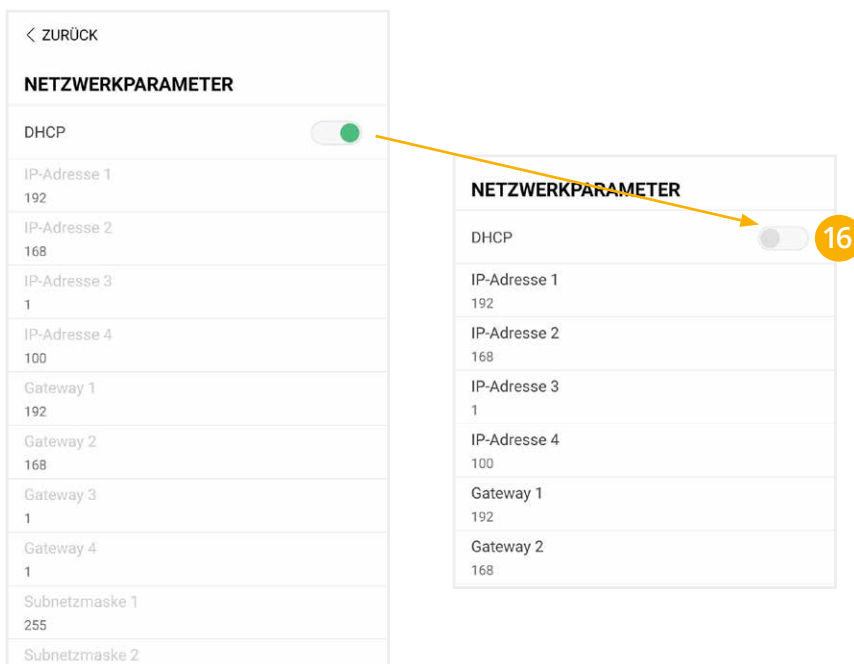 < ZURÜCK
NETZWERKPARAMETER
DHCP
IP-Adresse 1
192
IP-Adresse 2
168
IP-Adresse 3
1
IP-Adresse 4
100
Gateway 1
192
Gateway 2
168
Gateway 3
1
Gateway 4
1
Subnetzmaske 1
255
Subnetzmaske 2
NETZWERKPARAMETER
DHCP
16
IP-Adresse 1
192
IP-Adresse 2
168
IP-Adresse 3
1
IP-Adresse 4
100
Gateway 1
192
Gateway 2
168